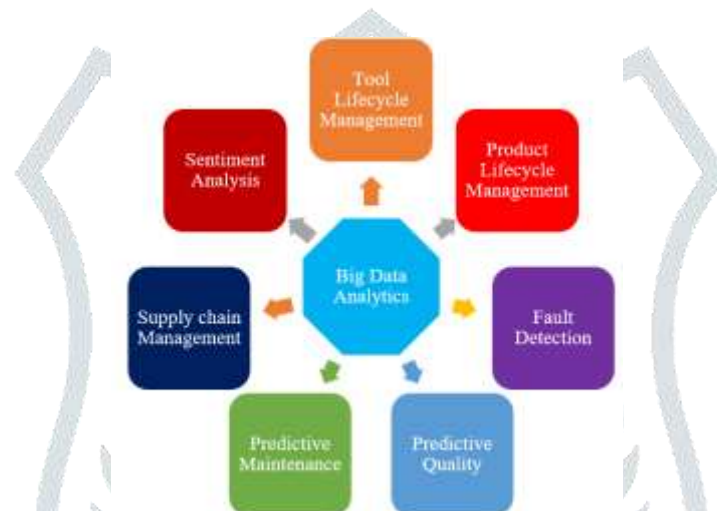 Tool
Lifecycle
Management
Product
Lifecycle
Management
Sentiment
Analysis
Big Data
Analytics
Supply chain
Management
Fault
Detection
Predictive
Maintenance
Predictive
Quality